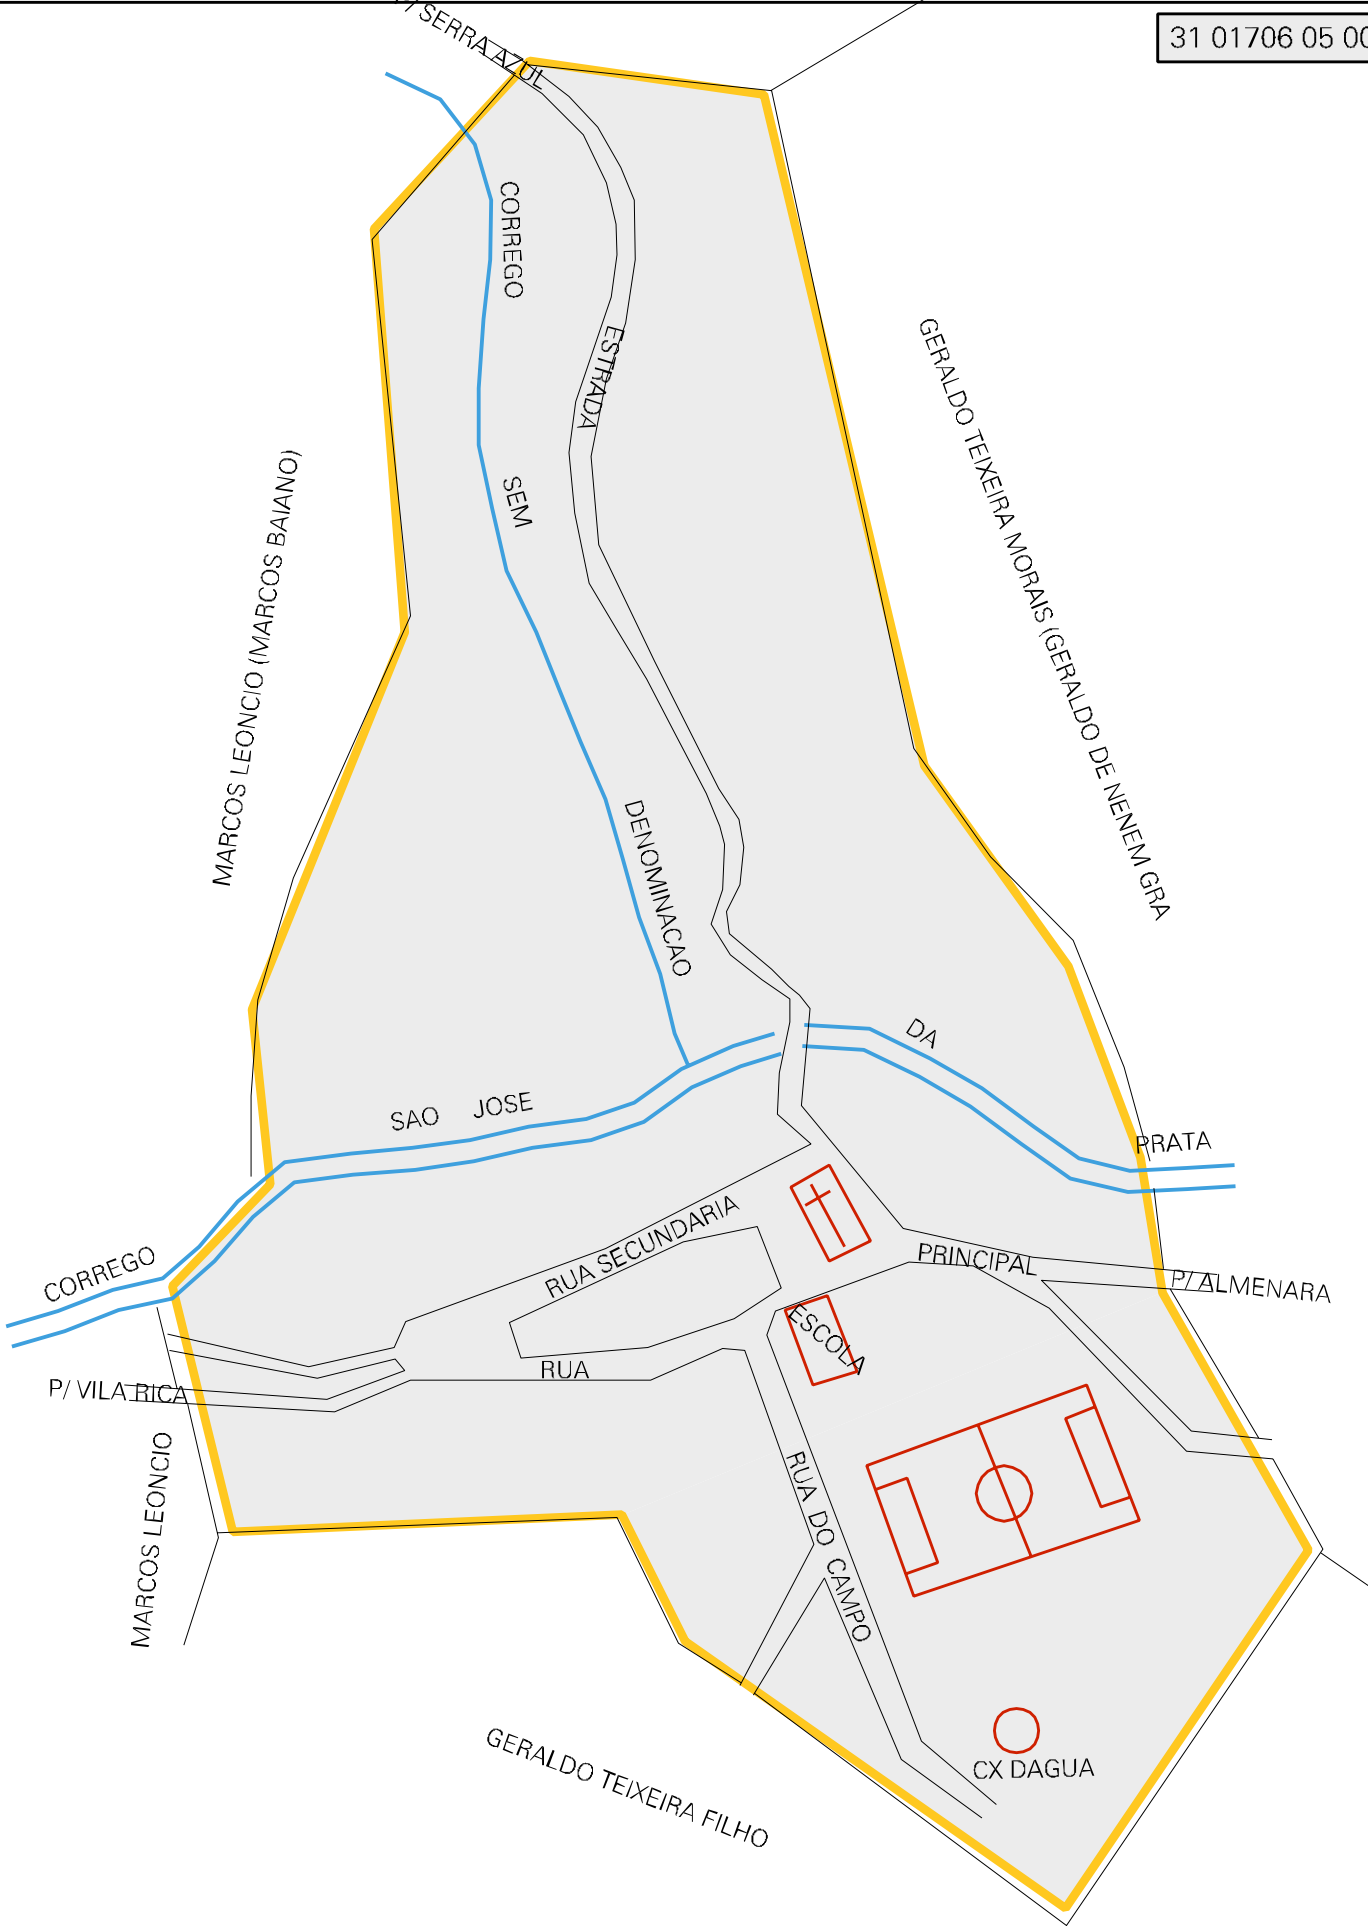 / SERRA AZUL
31 01706 05 00
CORREGO
ESTRADA
GERALDO TEIXEIRA MORAIS (GERALDO DE NENEM GRA
MARCOS LEONCIO (MARCOS BAIANO)
SEM
DENOMINACAO
DA
SAO JOSE
PRATA
RUA SECUNDARIA
CORREGO
PRINCIPAL
P/ ALMENARA
ESCOLA
RUA
P/ VILA RICA
MARCOS LEONCIO
RUA DO CAMPO
CX DAGUA
GERALDO TEIXEIRA FILHO